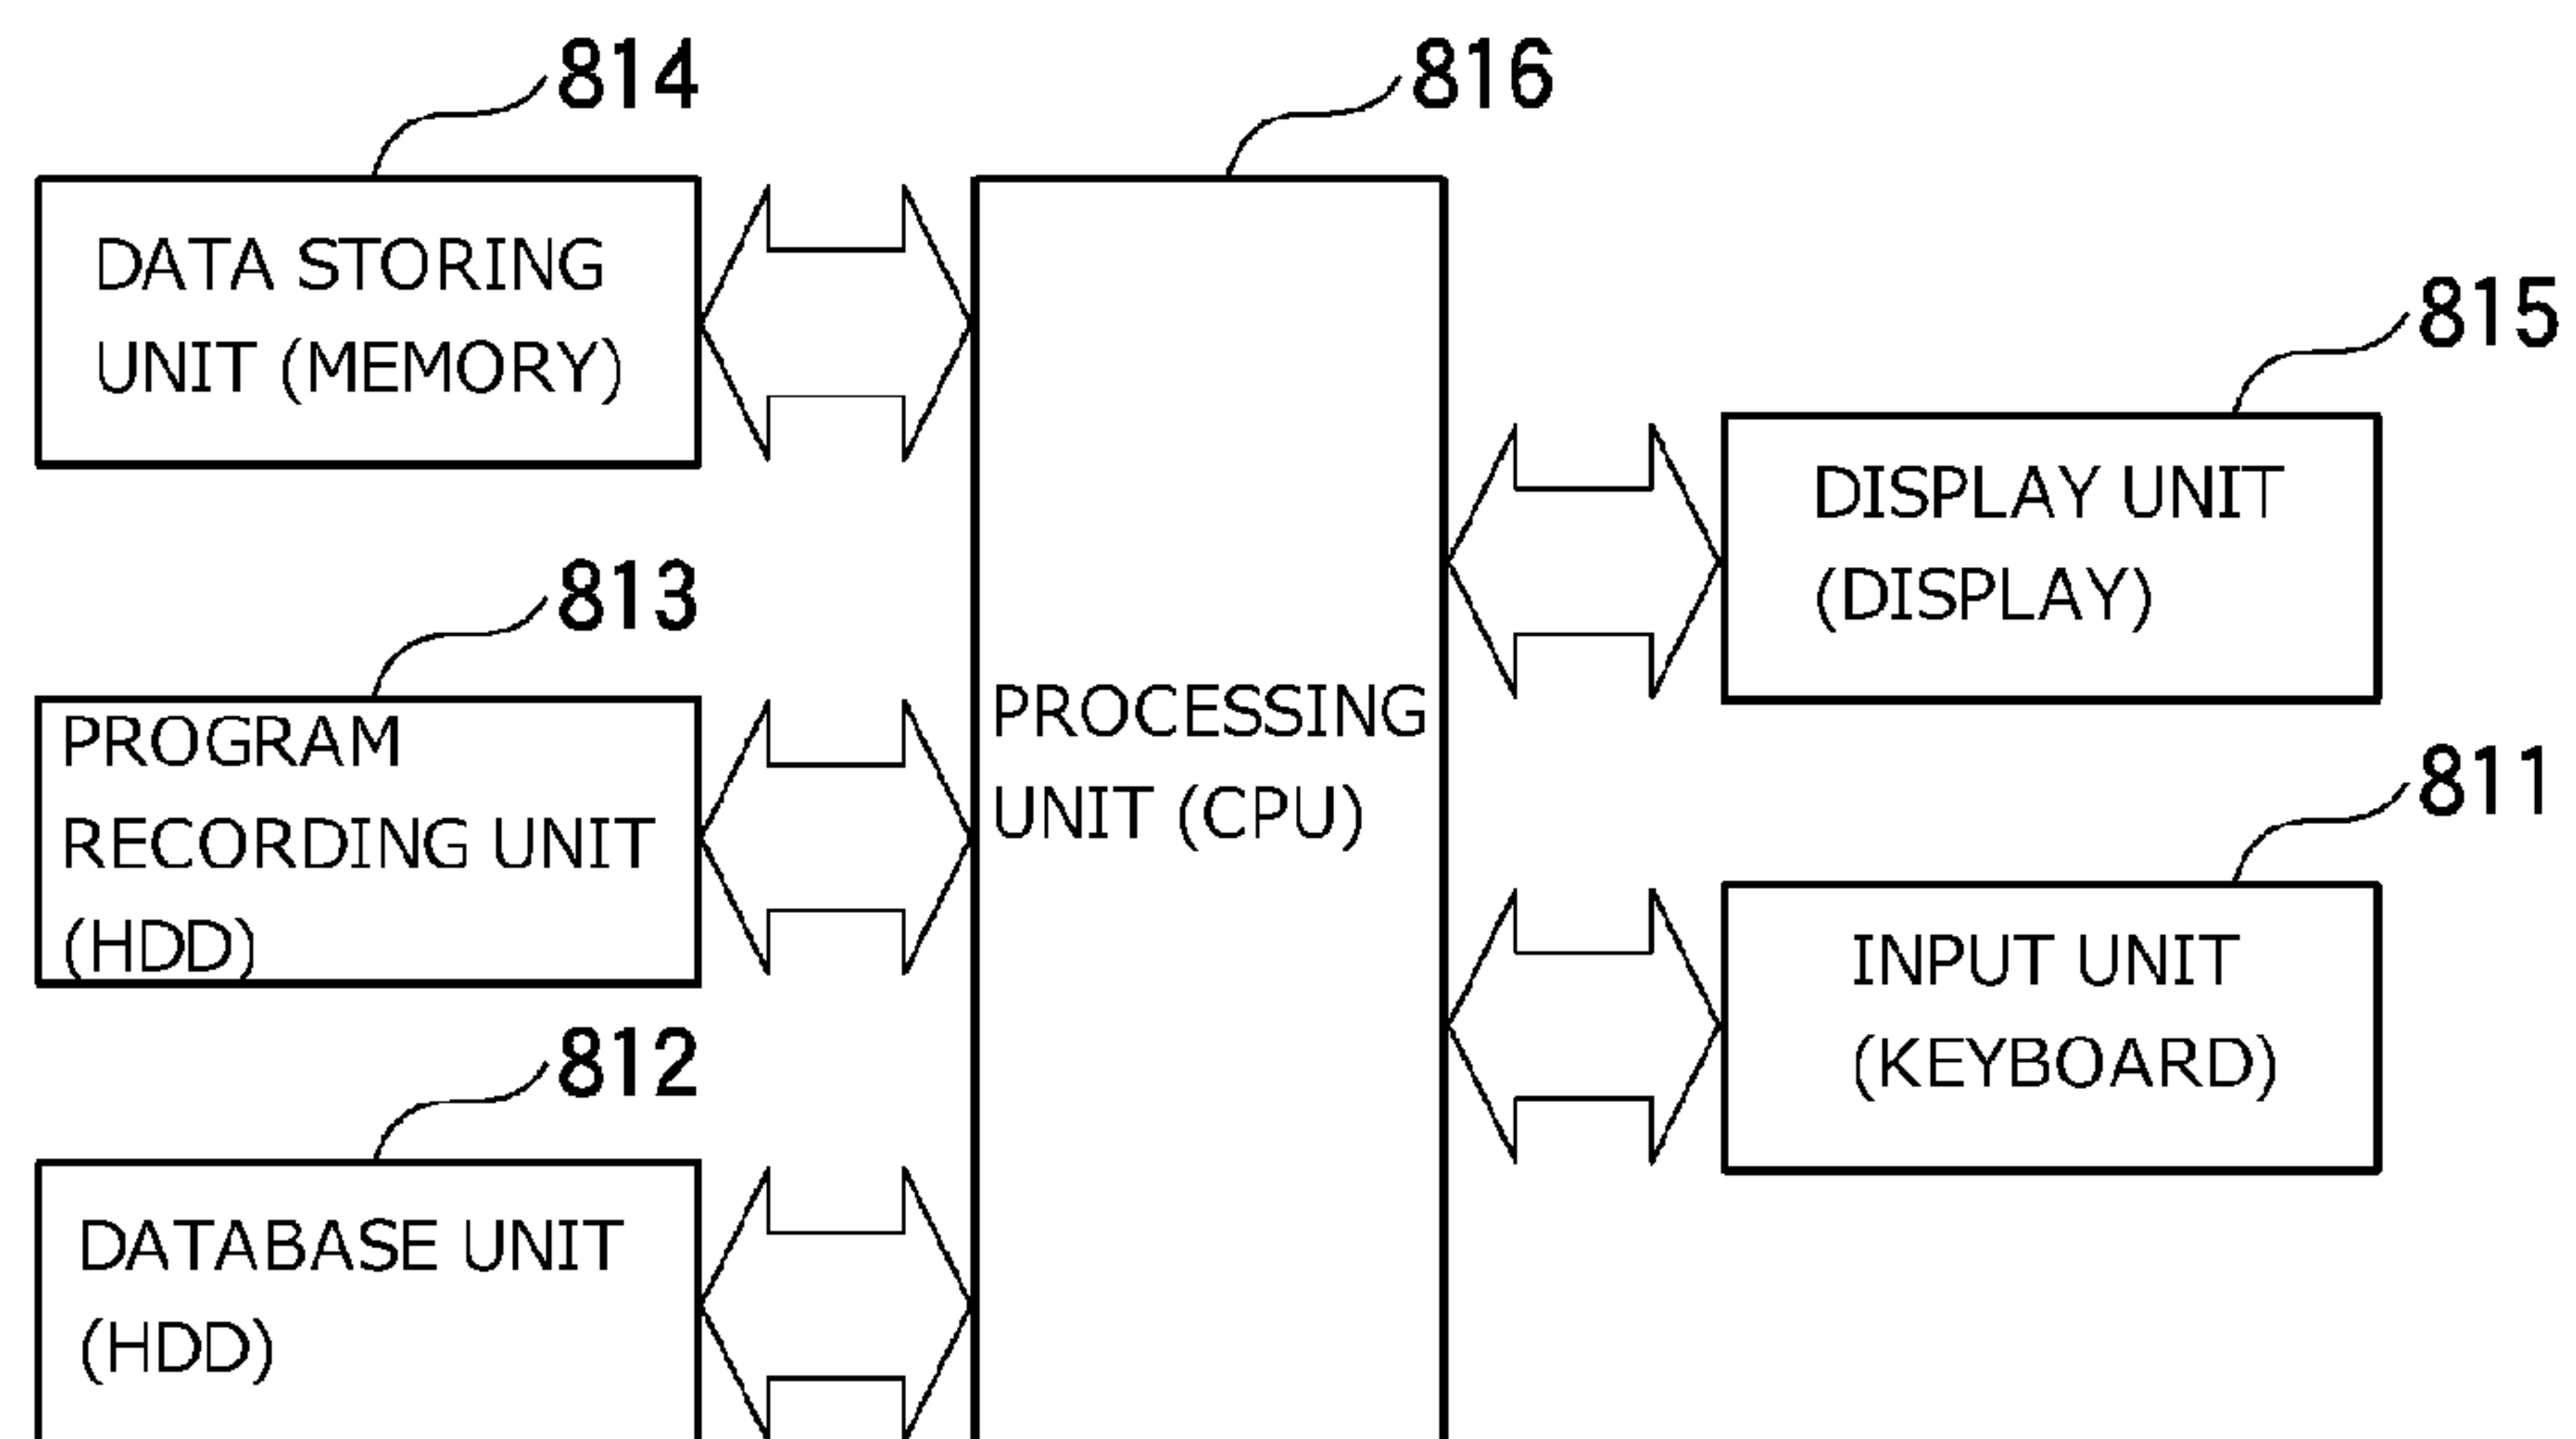 814
DATA STORING
UNIT (MEMORY)
813
PROGRAM
RECORDING UNIT
(HDD)
812
DATABASE UNIT
(HDD)
816
PROCESSING
UNIT (CPU)
815
DISPLAY UNIT
(DISPLAY)
811
INPUT UNIT
(KEYBOARD)